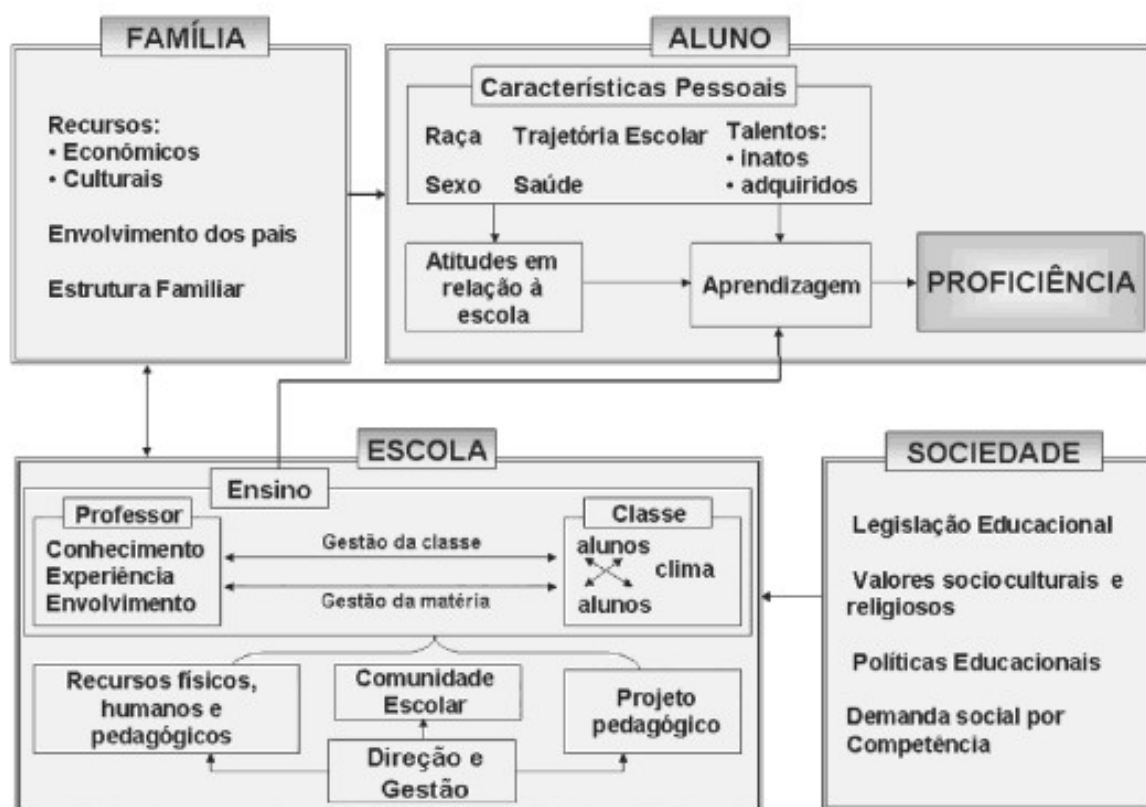 FAMÍLIA
Recursos:
• Económicos
• Culturais
Envolvimento dos pais
Estrutura Familiar
ALUNO
Características Pessoais
Raça
Trajetória Escolar
Talentos:
• inatos
• adquiridos
Sexo
Saúde
Atitudes em
relação à
escola
Aprendizagem
PROFICIÊNCIA
ESCOLA
Ensino
Professor
Conhecimento
Experiência
Envolvimento
Gestão da classe
Gestão da matéria
Classe
alunos
clima
alunos
Recursos físicos,
humanos e
pedagógicos
Comunidade
Escolar
Projeto
pedagógico
Direção e
Gestão
SOCIEDADE
Legislação Educacional
Valores socioculturais e
religiosos
Políticas Educacionais
Demanda social por
Competência